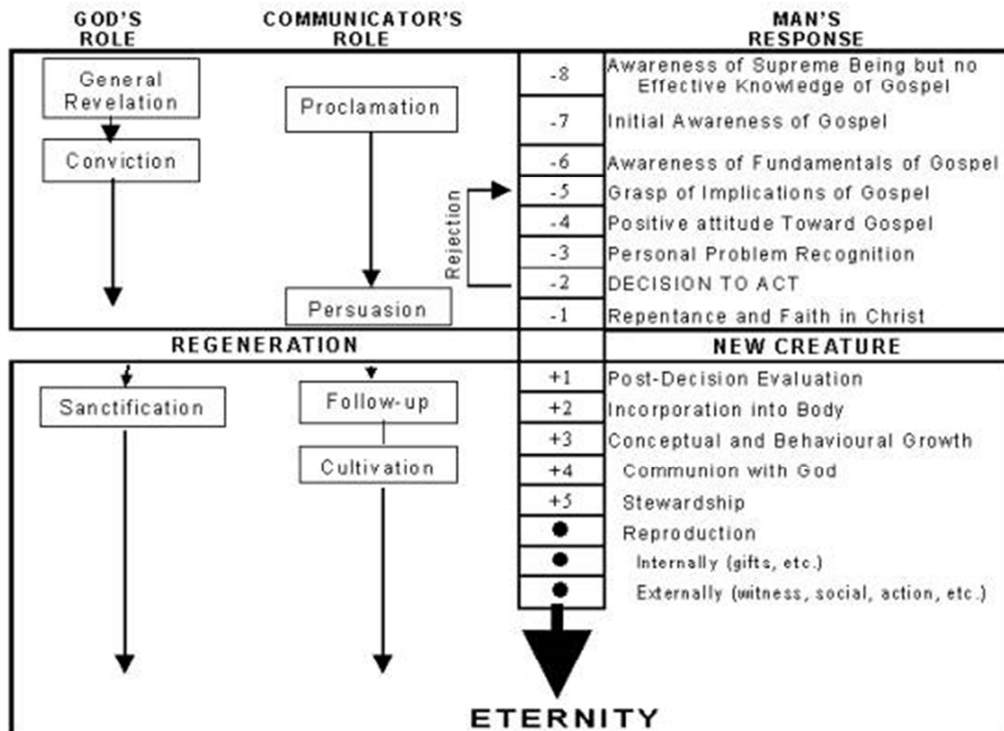 GOD'S
ROLE
COMMUNICATOR'S
ROLE
MAN'S
RESPONSE
General
Revelation
Conviction
Proclamation
Persuasion
Rejection
-8 Awareness of Supreme Being but no
Effective Knowledge of Gospel
-7 Initial Awareness of Gospel
-6 Awareness of Fundamentals of Gospel
-5 Grasp of Implications of Gospel
-4 Positive attitude Toward Gospel
-3 Personal Problem Recognition
-2 DECISION TO ACT
-1 Repentance and Faith in Christ
REGENERATION
NEW CREATURE
Sanctification
Follow-up
Cultivation
+1 Post-Decision Evaluation
+2 Incorporation into Body
+3 Conceptual and Behavioural Growth
+4 Communion with God
+5 Stewardship
Reproduction
Internally (gifts, etc.)
Externally (witness, social, action, etc.)
ETERNITY